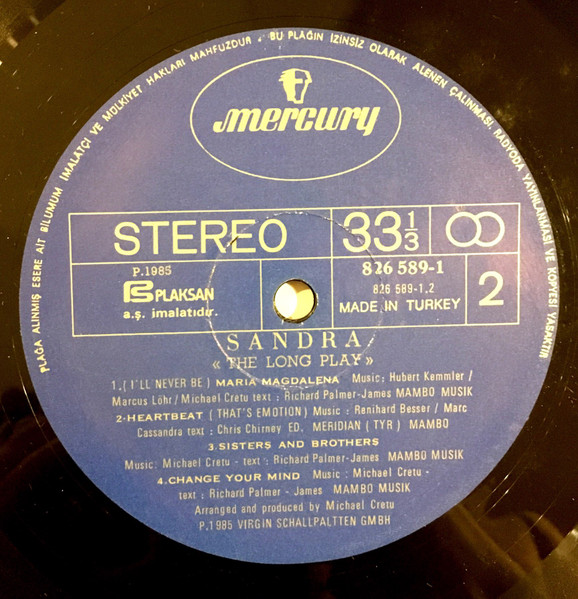 PLAĞA ALINMIŞ ESERE AİT BİLUMUM İMALATÇI VE MÜLKİYET HAKLARI MAHFUZDUR . BU PLAĞIN İZİNSİZ OLARAK ALENEN ÇALINMASI, RADYODA YAYINLANMASI VE KOPYESİ YASAKTIR.
mercury
STEREO
33 1/3
P.1985
PLAKSAN
a.ş. imalatıdır.
826 589-1
826 589-1.2
MADE IN TURKEY
2
SANDRA
« THE LONG PLAY »
1.( I'LL NEVER BE ) MARIA MAGDALENA Music: Hubert Kemmler /
Marcus Löhr / Michael Cretu text : Richard Palmer-James MAMBO MUSIK
2-HEARTBEAT ( THAT'S EMOTION ) Music : Renihard Besser / Marc
Cassandra text : Chris Chirney ED. MERIDIAN ( TYR ) MAMBO
3.SISTERS AND BROTHERS
Music: Michael Cretu - text : Richard Palmer-James MAMBO MUSIK
4.CHANGE YOUR MIND Music : Michael Cretu -
text : Richard Palmer - James MAMBO MUSIK
Arranged and produced by Michael Cretu
P.1985 VIRGIN SCHALLPALTTEN GMBH